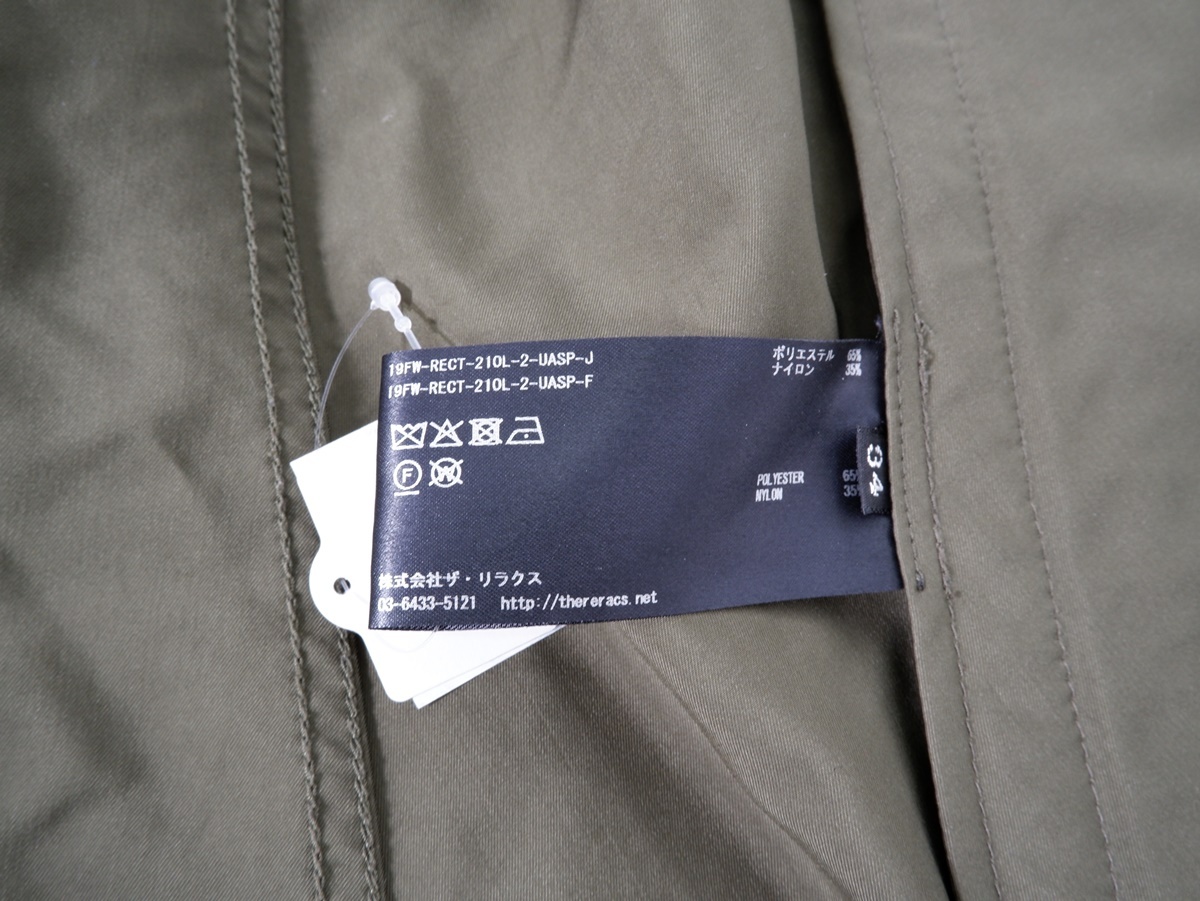 19FW-RECT-210L-2-UASP-J
19FW-RECT-210L-2-UASP-F
ポリエステル 65%
ナイロン 35%
F
W
POLYESTER 65%
NYLON 35%
34
株式会社ザ・リラクス
03-6433-5121 http://thereracs.net